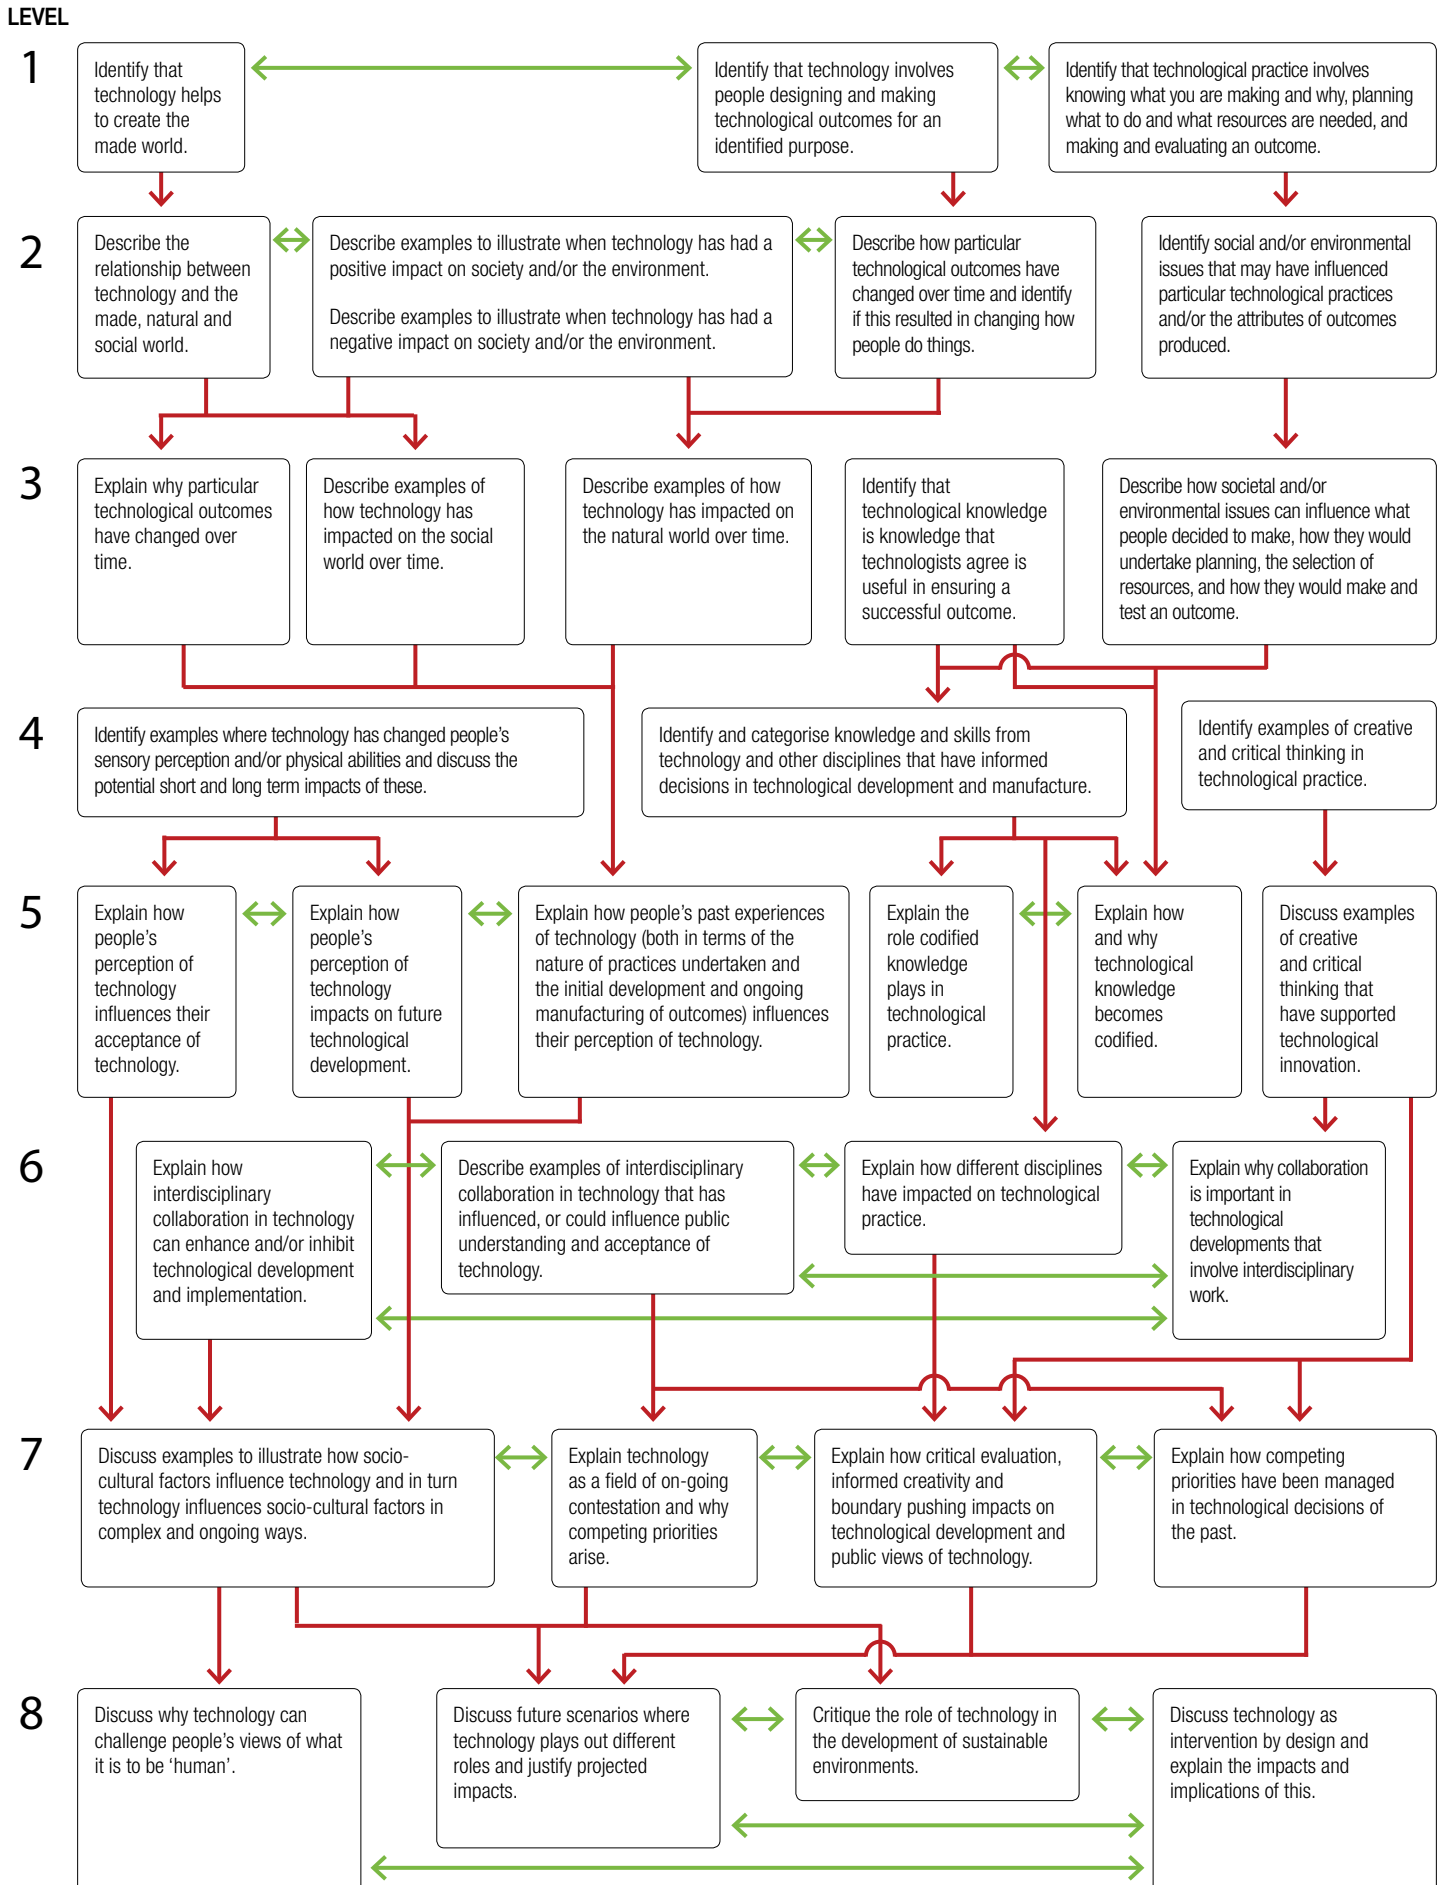 LEVEL
1
Identify that
technology helps
to create the
made world.
Identify that technology involves
people designing and making
technological outcomes for an
identified purpose.
Identify that technological practice involves
knowing what you are making and why, planning
what to do and what resources are needed, and
making and evaluating an outcome.
2
Describe the
relationship between
technology and the
made, natural and
social world.
Describe examples to illustrate when technology has had a
positive impact on society and/or the environment.
Describe examples to illustrate when technology has had a
negative impact on society and/or the environment.
Describe how particular
technological outcomes have
changed over time and identify
if this resulted in changing how
people do things.
Identify social and/or environmental
issues that may have influenced
particular technological practices
and/or the attributes of outcomes
produced.
3
Explain why particular
technological outcomes
have changed over
time.
Describe examples of
how technology has
impacted on the social
world over time.
Describe examples of how
technology has impacted on
the natural world over time.
Identify that
technological knowledge
is knowledge that
technologists agree is
useful in ensuring a
successful outcome.
Describe how societal and/or
environmental issues can influence what
people decided to make, how they would
undertake planning, the selection of
resources, and how they would make and
test an outcome.
4
Identify examples where technology has changed people's
sensory perception and/or physical abilities and discuss the
potential short and long term impacts of these.
Identify and categorise knowledge and skills from
technology and other disciplines that have informed
decisions in technological development and manufacture.
Identify examples of creative
and critical thinking in
technological practice.
5
Explain how
people's
perception of
technology
influences their
acceptance of
technology.
Explain how
people's
perception of
technology
impacts on future
technological
development.
Explain how people's past experiences
of technology (both in terms of the
nature of practices undertaken and
the initial development and ongoing
manufacturing of outcomes) influences
their perception of technology.
Explain the
role codified
knowledge
plays in
technological
practice.
Explain how
and why
technological
knowledge
becomes
codified.
Discuss examples
of creative
and critical
thinking that
have supported
technological
innovation.
6
Explain how
interdisciplinary
collaboration in technology
can enhance and/or inhibit
technological development
and implementation.
Describe examples of interdisciplinary
collaboration in technology that has
influenced, or could influence public
understanding and acceptance of
technology.
Explain how different disciplines
have impacted on technological
practice.
Explain why collaboration
is important in
technological
developments that
involve interdisciplinary
work.
7
Discuss examples to illustrate how socio-
cultural factors influence technology and in turn
technology influences socio-cultural factors in
complex and ongoing ways.
Explain technology
as a field of on-going
contestation and why
competing priorities
arise.
Explain how critical evaluation,
informed creativity and
boundary pushing impacts on
technological development and
public views of technology.
Explain how competing
priorities have been managed
in technological decisions of
the past.
8
Discuss why technology can
challenge people's views of what
it is to be ‘human’.
Discuss future scenarios where
technology plays out different
roles and justify projected
impacts.
Critique the role of technology in
the development of sustainable
environments.
Discuss technology as
intervention by design and
explain the impacts and
implications of this.